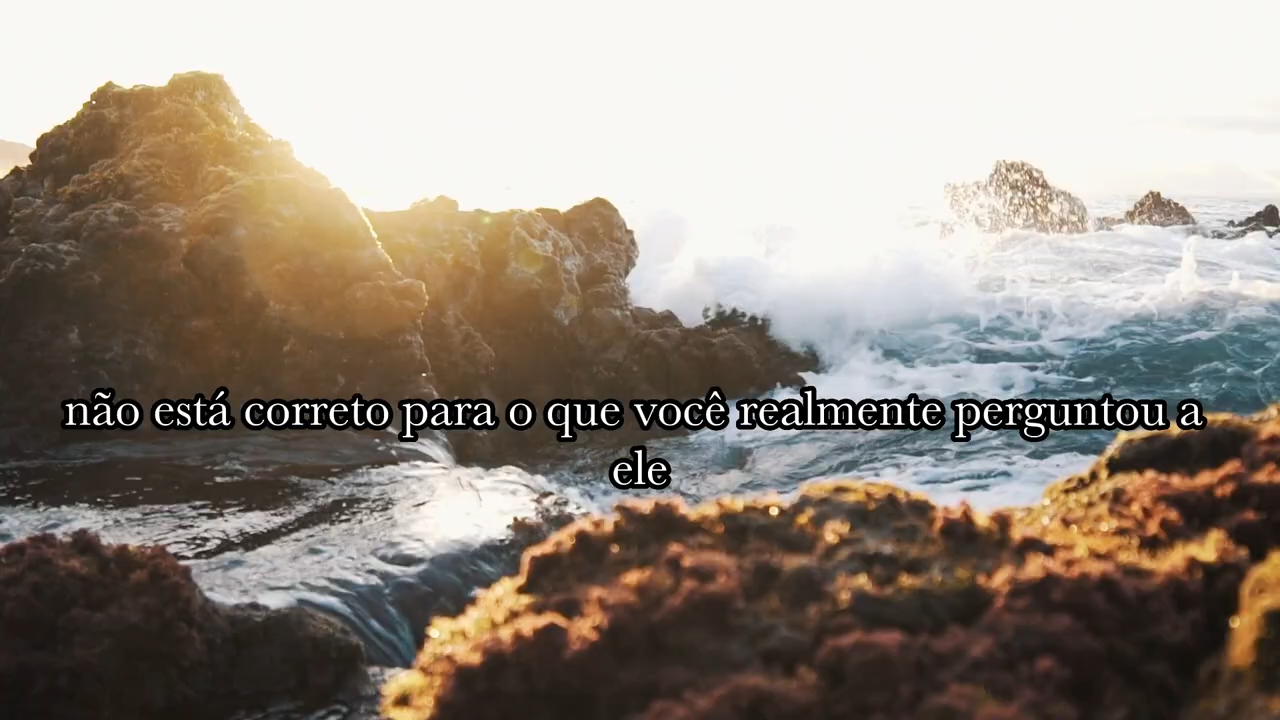 não está correto para o que você realmente perguntou a
ele